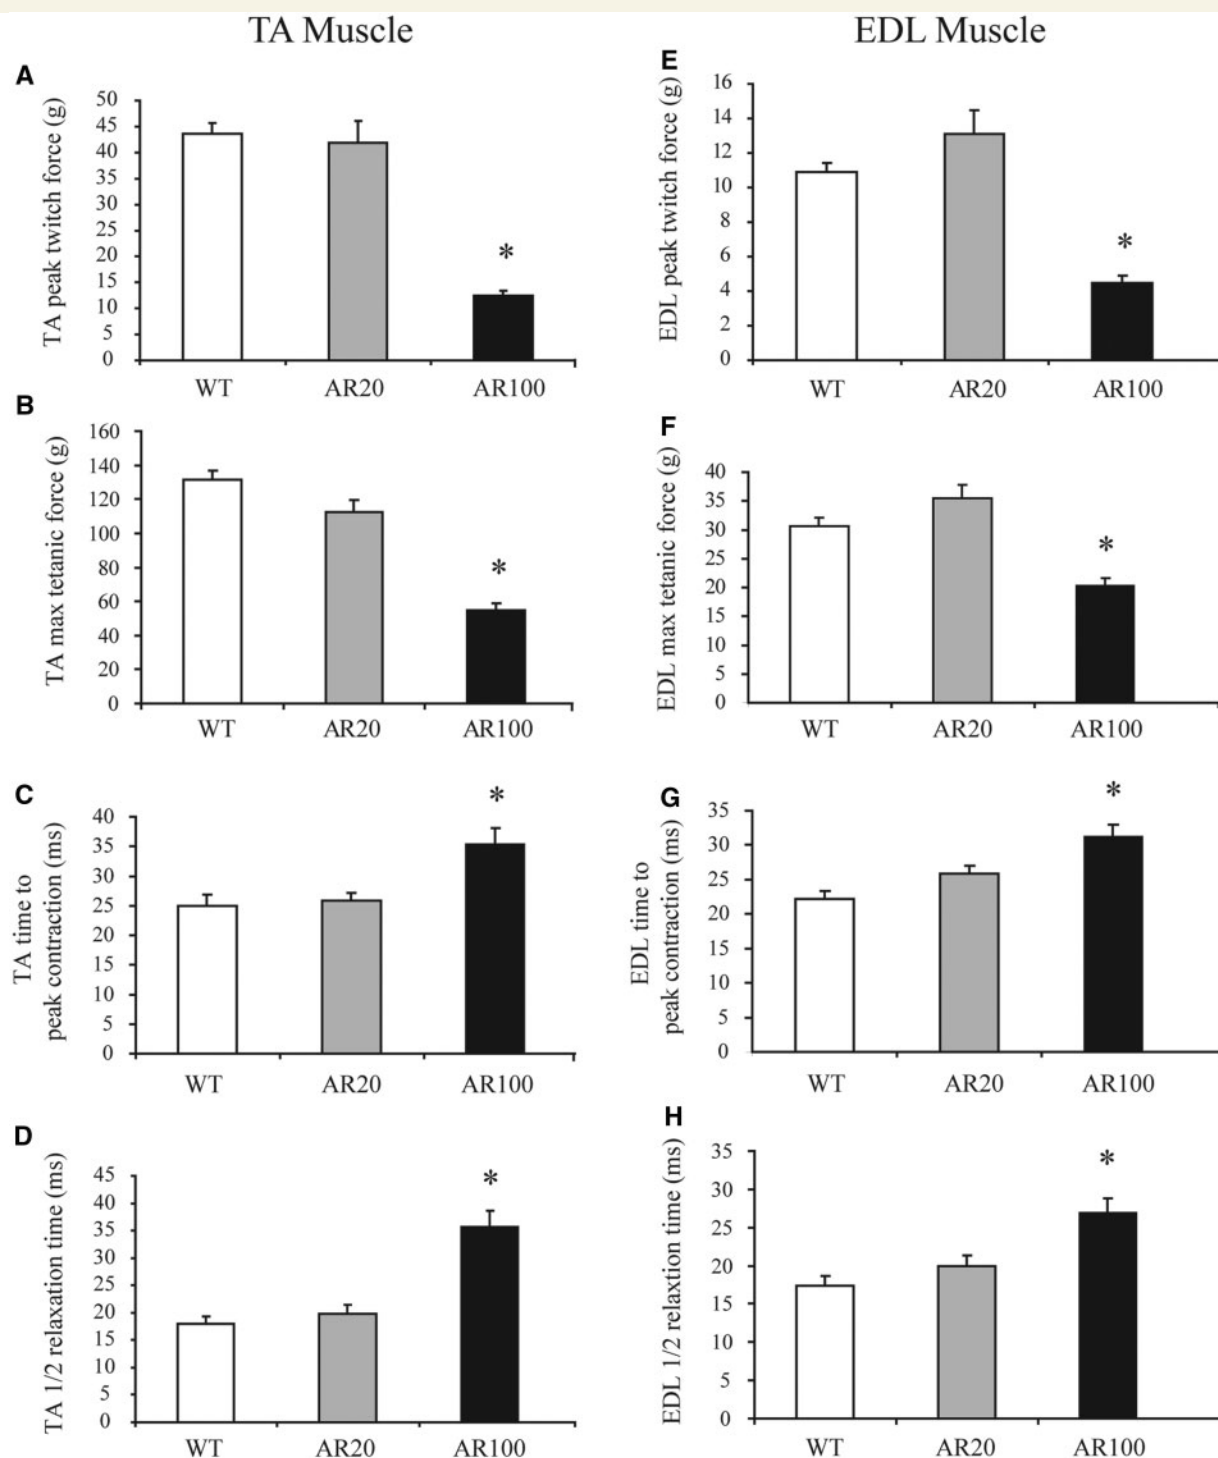 TA Muscle
EDL Muscle
A
TA peak twitch force (g)
50
45
40
35
30
25
20
15
10
5
0
*
WT AR20 AR100
E
EDL peak twitch force (g)
16
14
12
10
8
6
4
2
0
*
WT AR20 AR100
B
TA max tetanic force (g)
160
140
120
100
80
60
40
20
0
*
WT AR20 AR100
F
EDL max tetanic force (g)
40
35
30
25
20
15
10
5
0
*
WT AR20 AR100
C
TA time to
peak contraction (ms)
40
35
30
25
20
15
10
5
0
*
WT AR20 AR100
G
EDL time to
peak contraction (ms)
35
30
25
20
15
10
5
0
*
WT AR20 AR100
D
TA 1/2 relaxation time (ms)
45
40
35
30
25
20
15
10
5
0
*
WT AR20 AR100
H
EDL 1/2 relaxtion time (ms)
35
30
25
20
15
10
5
0
*
WT AR20 AR100